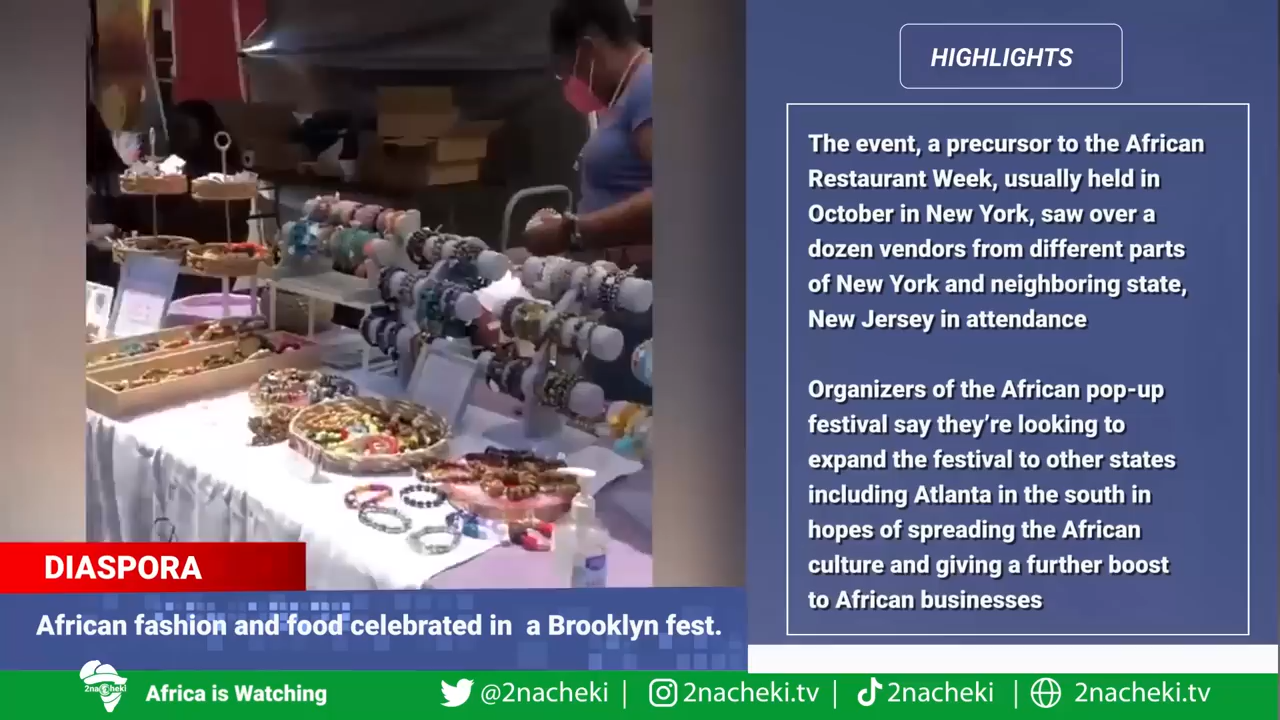 HIGHLIGHTS
The event, a precursor to the African
Restaurant Week, usually held in
October in New York, saw over a
dozen vendors from different parts
of New York and neighboring state,
New Jersey in attendance
Organizers of the African pop-up
festival say they’re looking to
expand the festival to other states
including Atlanta in the south in
hopes of spreading the African
culture and giving a further boost
to African businesses
DIASPORA
African fashion and food celebrated in a Brooklyn fest.
2nacheki
Africa is Watching
@2nacheki | 2nacheki.tv | 2nacheki | 2nacheki.tv